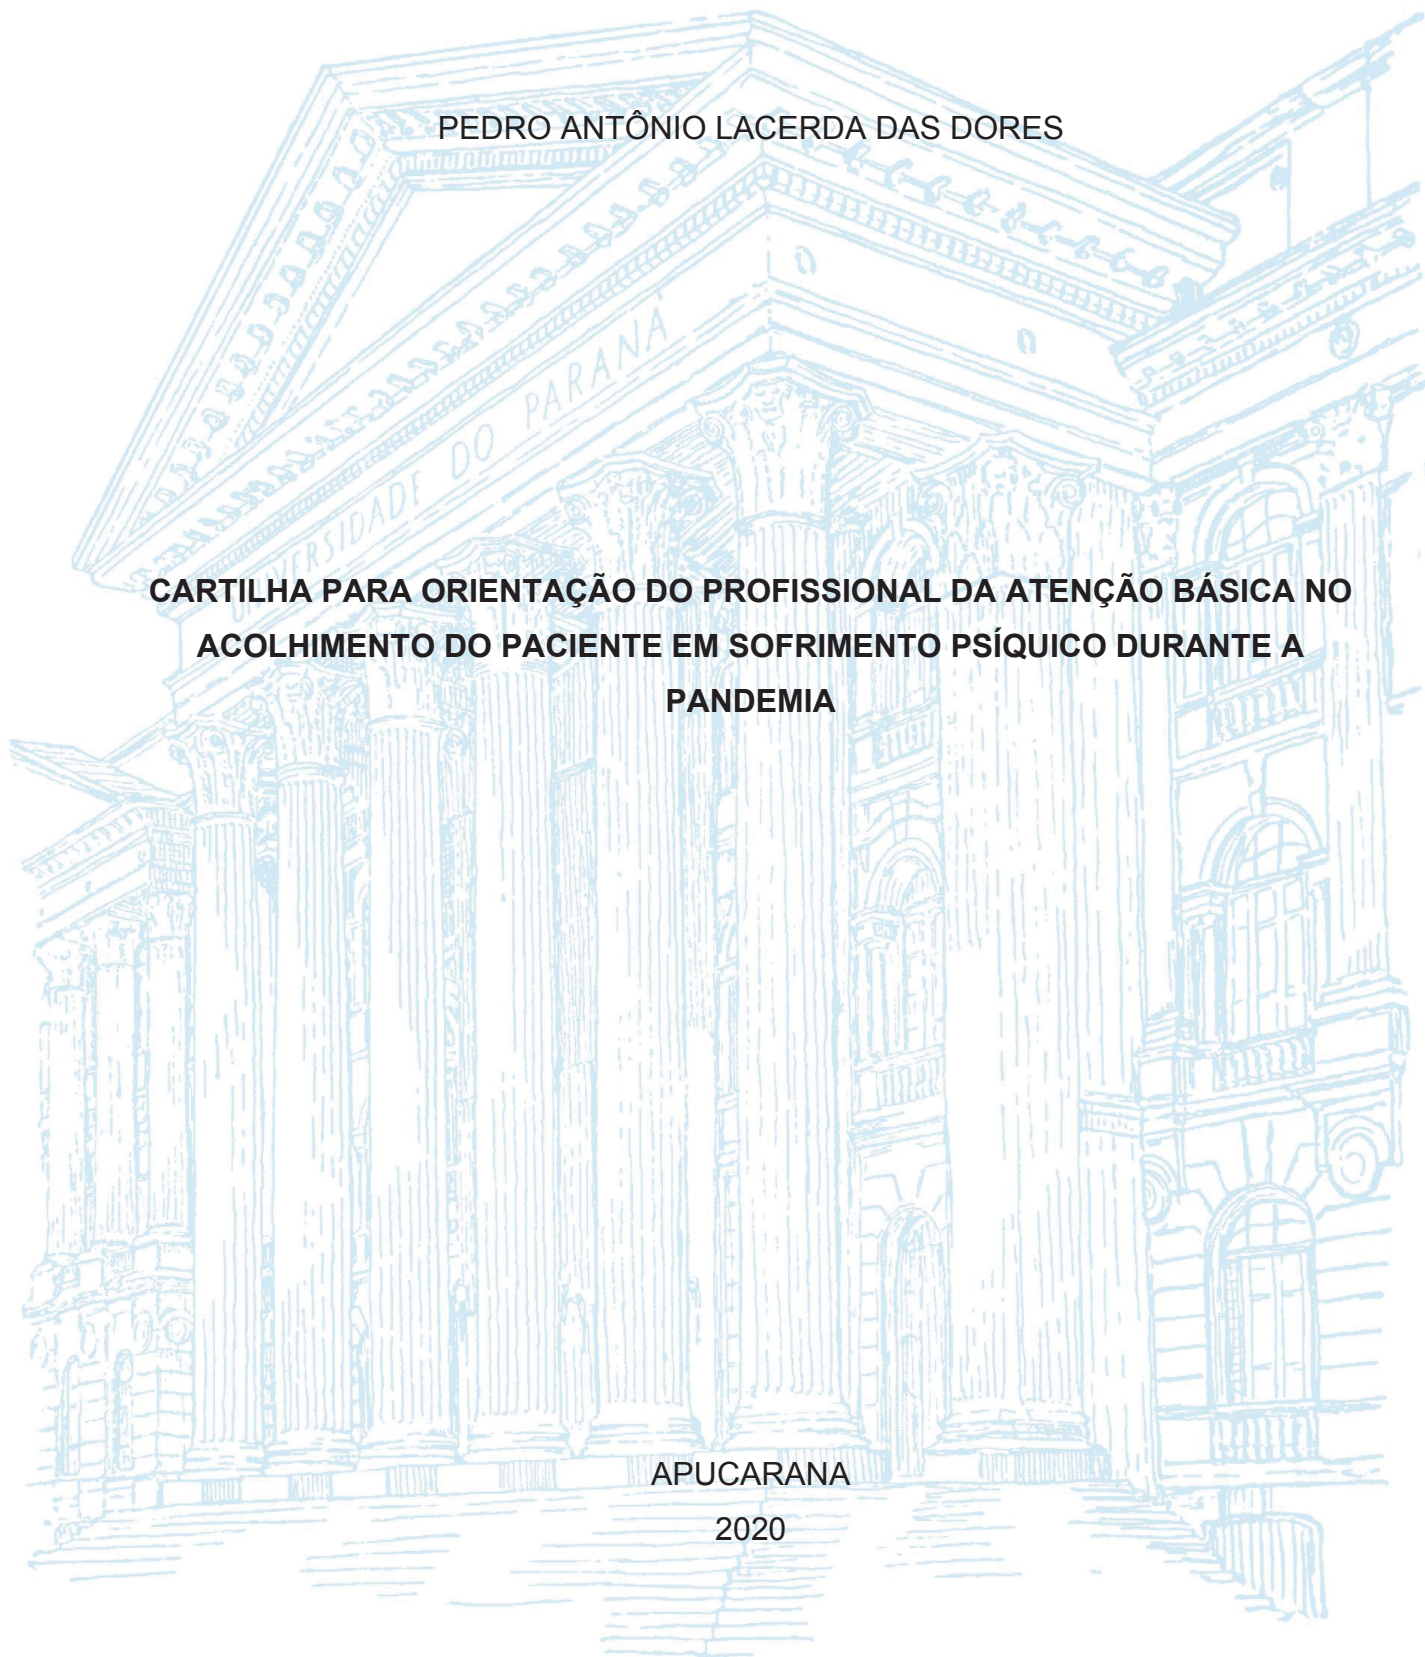 PEDRO ANTÔNIO LACERDA DAS DORES
UNIVERSIDADE DO PARANÁ
CARTILHA PARA ORIENTAÇÃO DO PROFISSIONAL DA ATENÇÃO BÁSICA NO
ACOLHIMENTO DO PACIENTE EM SOFRIMENTO PSÍQUICO DURANTE A
PANDEMIA
APUCARANA
2020